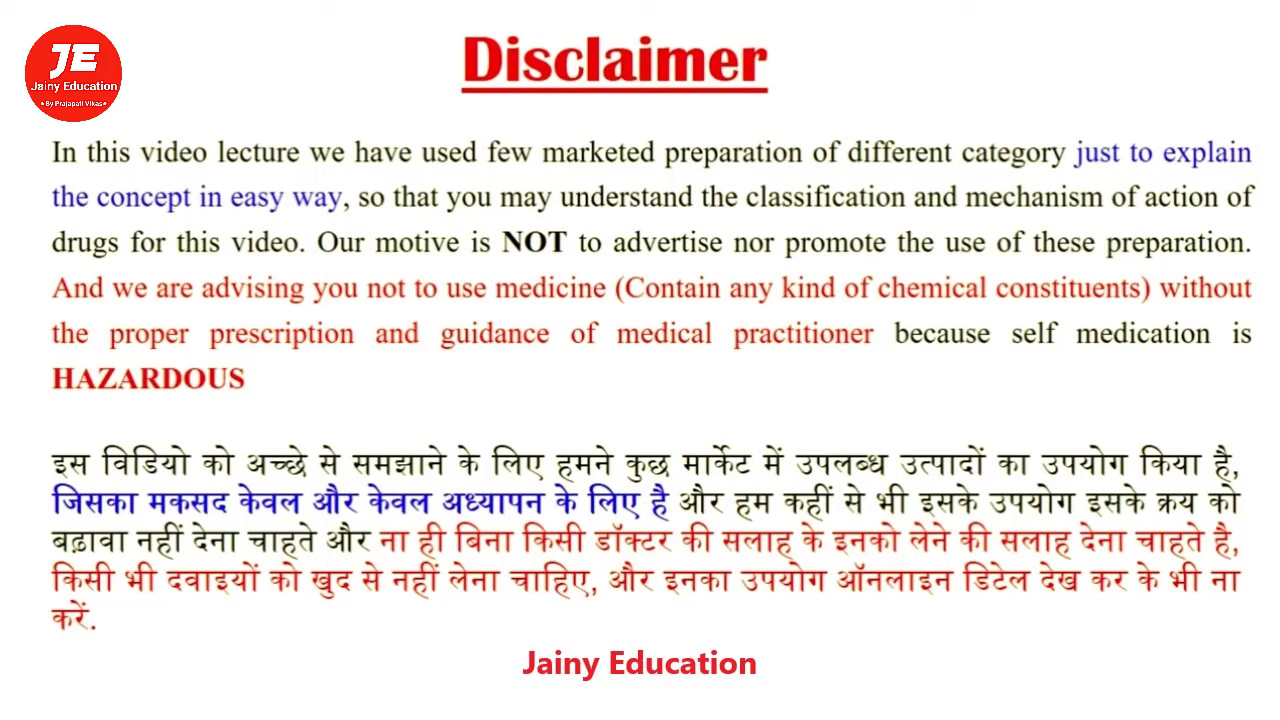 JE
Jainy Education
•By Prajapati Vikas•
Disclaimer
In this video lecture we have used few marketed preparation of different category just to explain
the concept in easy way, so that you may understand the classification and mechanism of action of
drugs for this video. Our motive is NOT to advertise nor promote the use of these preparation.
And we are advising you not to use medicine (Contain any kind of chemical constituents) without
the proper prescription and guidance of medical practitioner because self medication is
HAZARDOUS
इस विडियो को अच्छे से समझाने के लिए हमने कुछ मार्केट में उपलब्ध उत्पादों का उपयोग किया है,
जिसका मकसद केवल और केवल अध्यापन के लिए है और हम कहीं से भी इसके उपयोग इसके क्रय को
बढ़ावा नहीं देना चाहते और ना ही बिना किसी डॉक्टर की सलाह के इनको लेने की सलाह देना चाहते है,
किसी भी दवाइयों को खुद से नहीं लेना चाहिए, और इनका उपयोग ऑनलाइन डिटेल देख कर के भी ना
करें.
Jainy Education